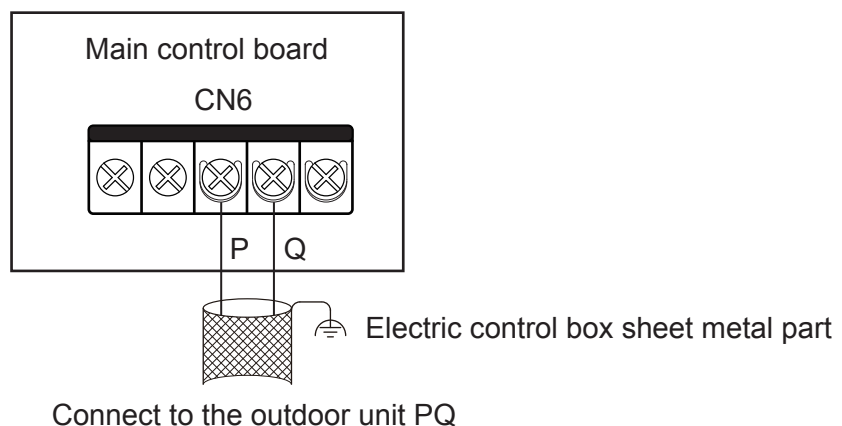 Main control board
CN6
P Q
Electric control box sheet metal part
Connect to the outdoor unit PQ